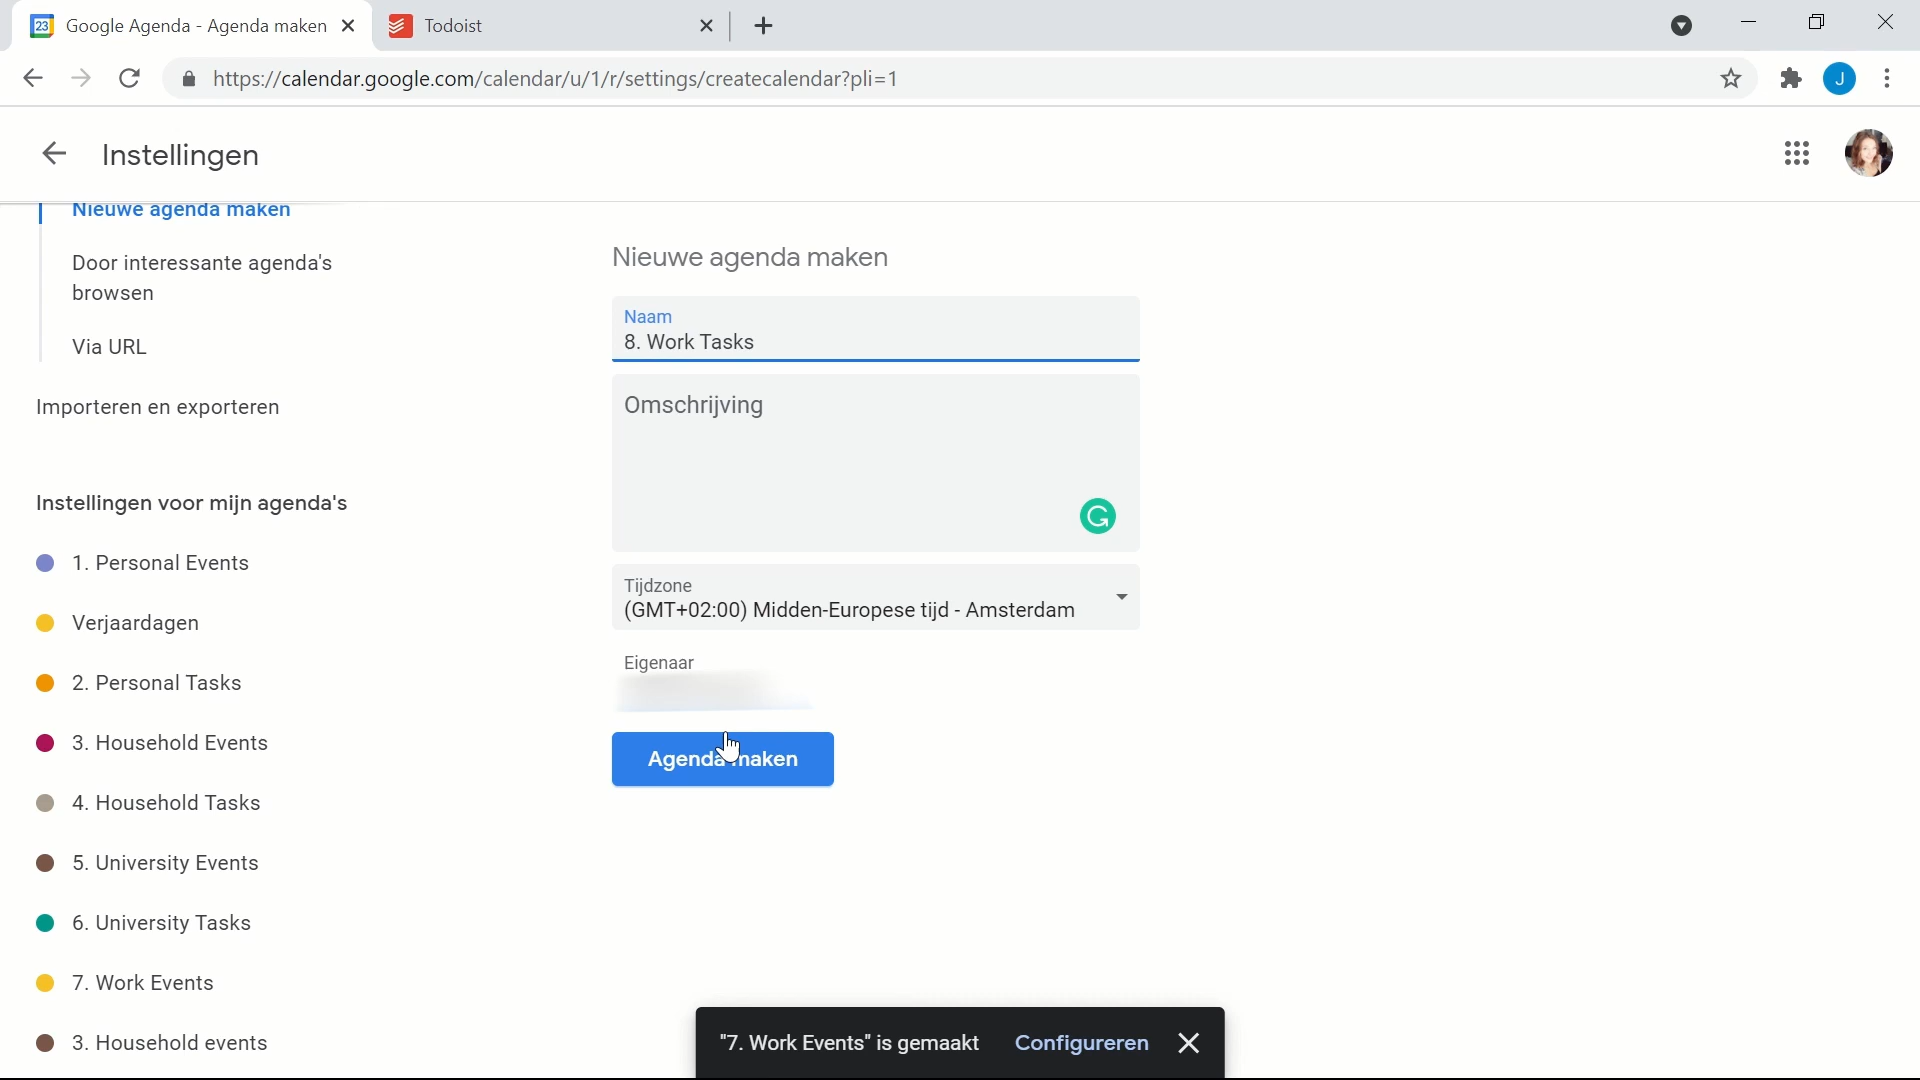 Google Agenda - Agenda maken
Todoist
https://calendar.google.com/calendar/u/1/r/settings/createcalendar?pli=1
J
Instellingen
Nieuwe agenda maken
Door interessante agenda's
browsen
Via URL
Importeren en exporteren
Instellingen voor mijn agenda's
1. Personal Events
Verjaardagen
2. Personal Tasks
3. Household Events
4. Household Tasks
5. University Events
6. University Tasks
7. Work Events
3. Household events
Nieuwe agenda maken
Naam
8. Work Tasks
Omschrijving
Tijdzone
(GMT+02:00) Midden-Europese tijd - Amsterdam
Eigenaar
Agenda maken
"7. Work Events" is gemaakt Configureren